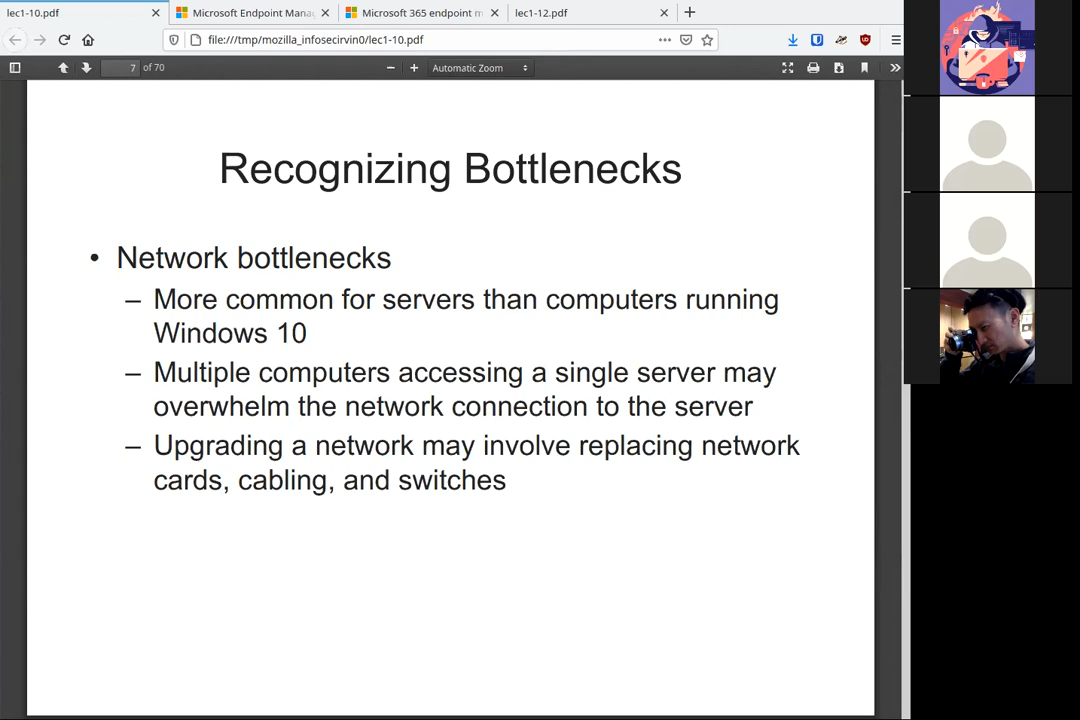 lec1-10.pdf
Microsoft Endpoint Mana
Microsoft 365 endpoint m
lec1-12.pdf
file:///tmp/mozilla_infosecirvin0/lec1-10.pdf
7 of 70
Automatic Zoom
Recognizing Bottlenecks
• Network bottlenecks
– More common for servers than computers running
Windows 10
– Multiple computers accessing a single server may
overwhelm the network connection to the server
– Upgrading a network may involve replacing network
cards, cabling, and switches